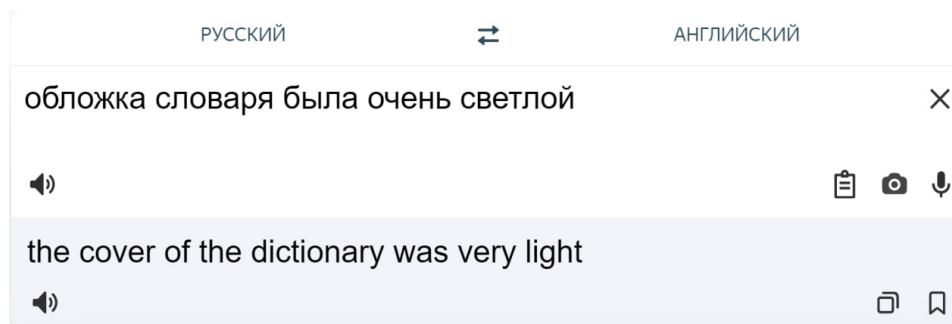 РУССКИЙ АНГЛИЙСКИЙ
обложка словаря была очень светлой
the cover of the dictionary was very light